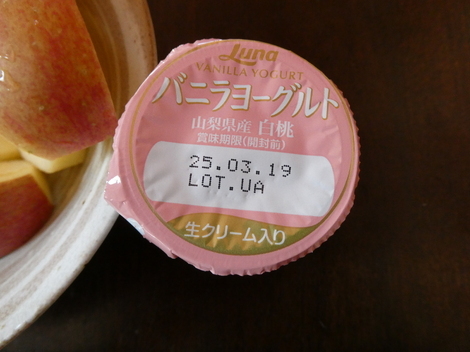 Luna
VANILLA YOGURT
バニラヨーグルト
山梨県産 白桃
賞味期限(開封前)
25.03.19
LOT.UA
生クリーム入り